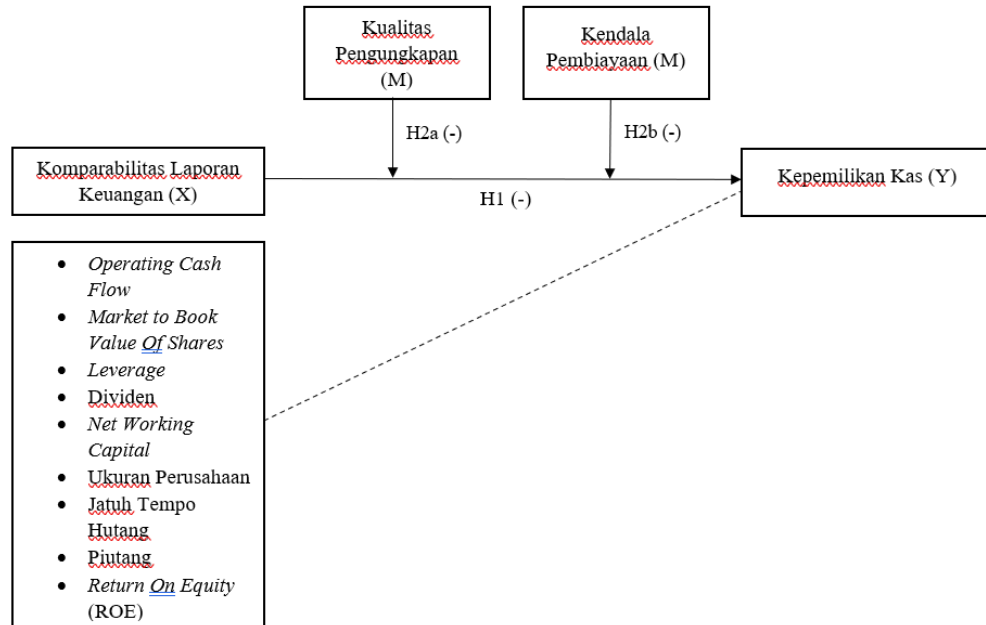 Kualitas
Pengungkapan
(M)
Kendala
Pembiayaan (M)
H2a (-)
H2b (-)
Komparabilitas Laporan
Keuangan (X)
Kepemilikan Kas (Y)
H1 (-)
• Operating Cash
Flow
• Market to Book
Value Of Shares
• Leverage
• Dividen
• Net Working
Capital
• Ukuran Perusahaan
• Jatuh Tempo
Hutang
• Piutang
• Return On Equity
(ROE)